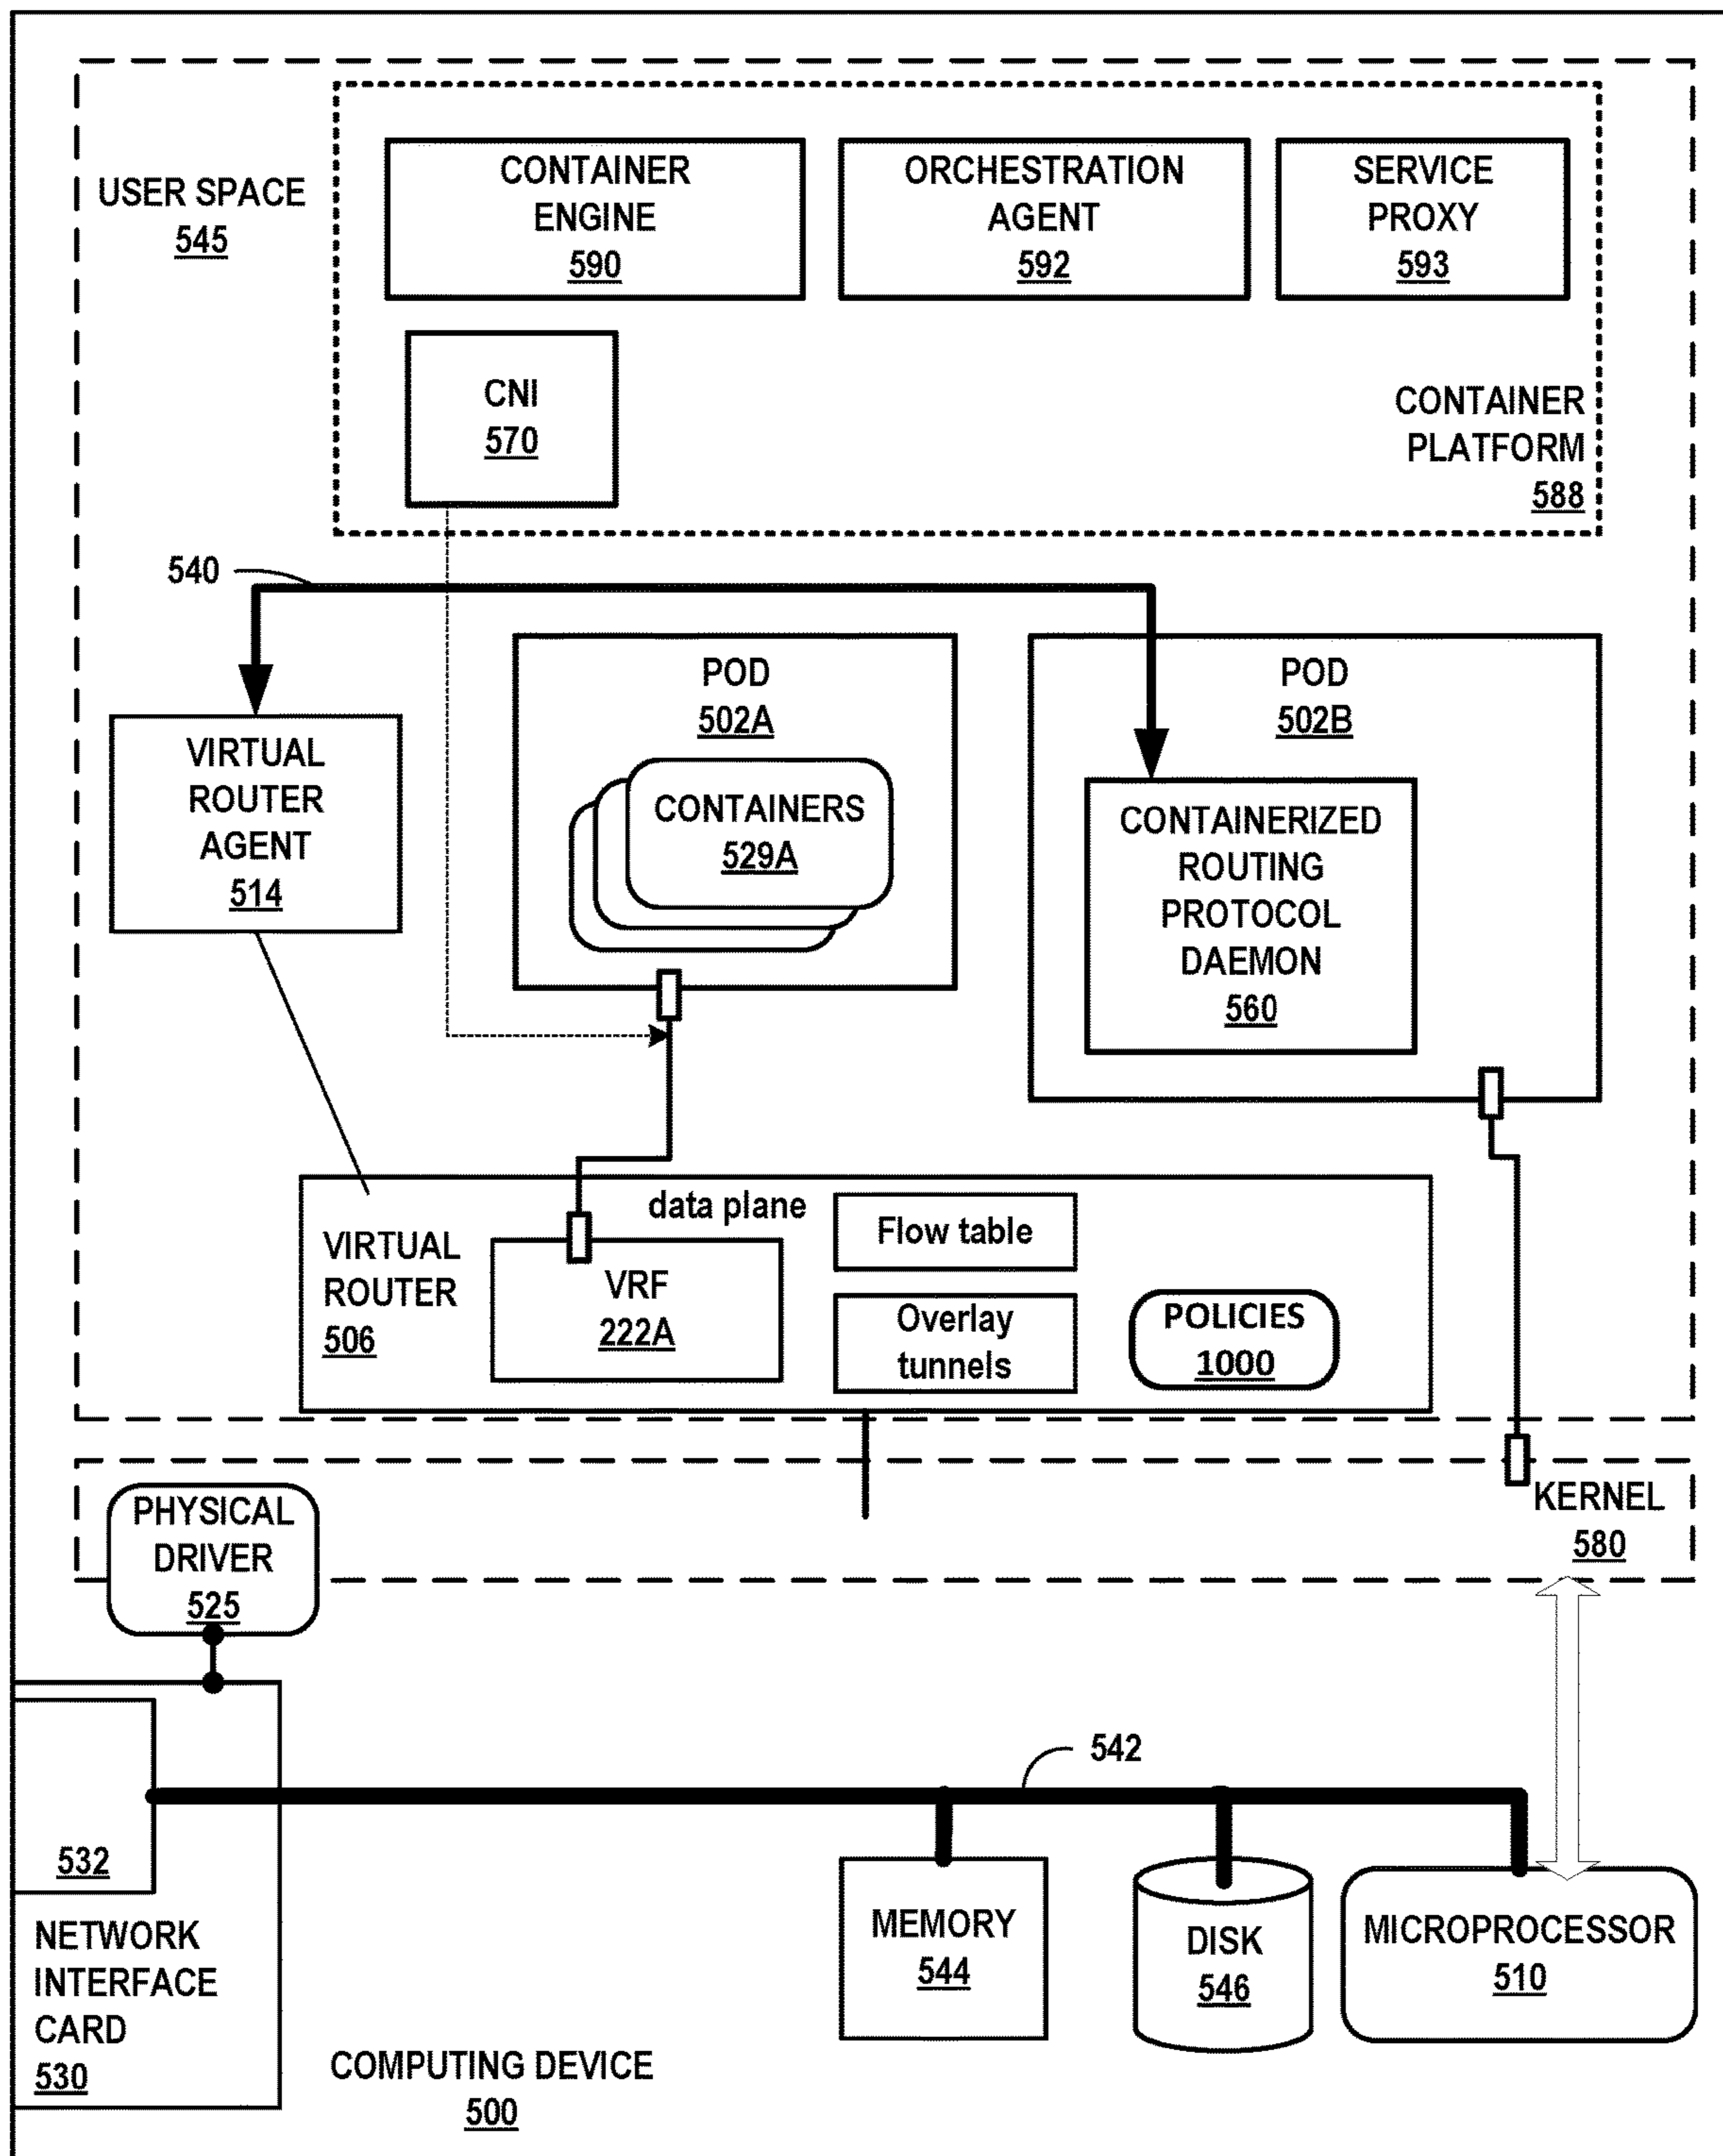 USER SPACE
545
CONTAINER
ENGINE
590
ORCHESTRATION
AGENT
592
SERVICE
PROXY
593
CNI
570
CONTAINER
PLATFORM
588
540
VIRTUAL
ROUTER
AGENT
514
POD
502A
CONTAINERS
529A
POD
502B
CONTAINERIZED
ROUTING
PROTOCOL
DAEMON
560
VIRTUAL
ROUTER
506
data plane
VRF
222A
Flow table
Overlay
tunnels
POLICIES
1000
PHYSICAL
DRIVER
525
KERNEL
580
542
532
NETWORK
INTERFACE
CARD
530
MEMORY
544
DISK
546
MICROPROCESSOR
510
COMPUTING DEVICE
500